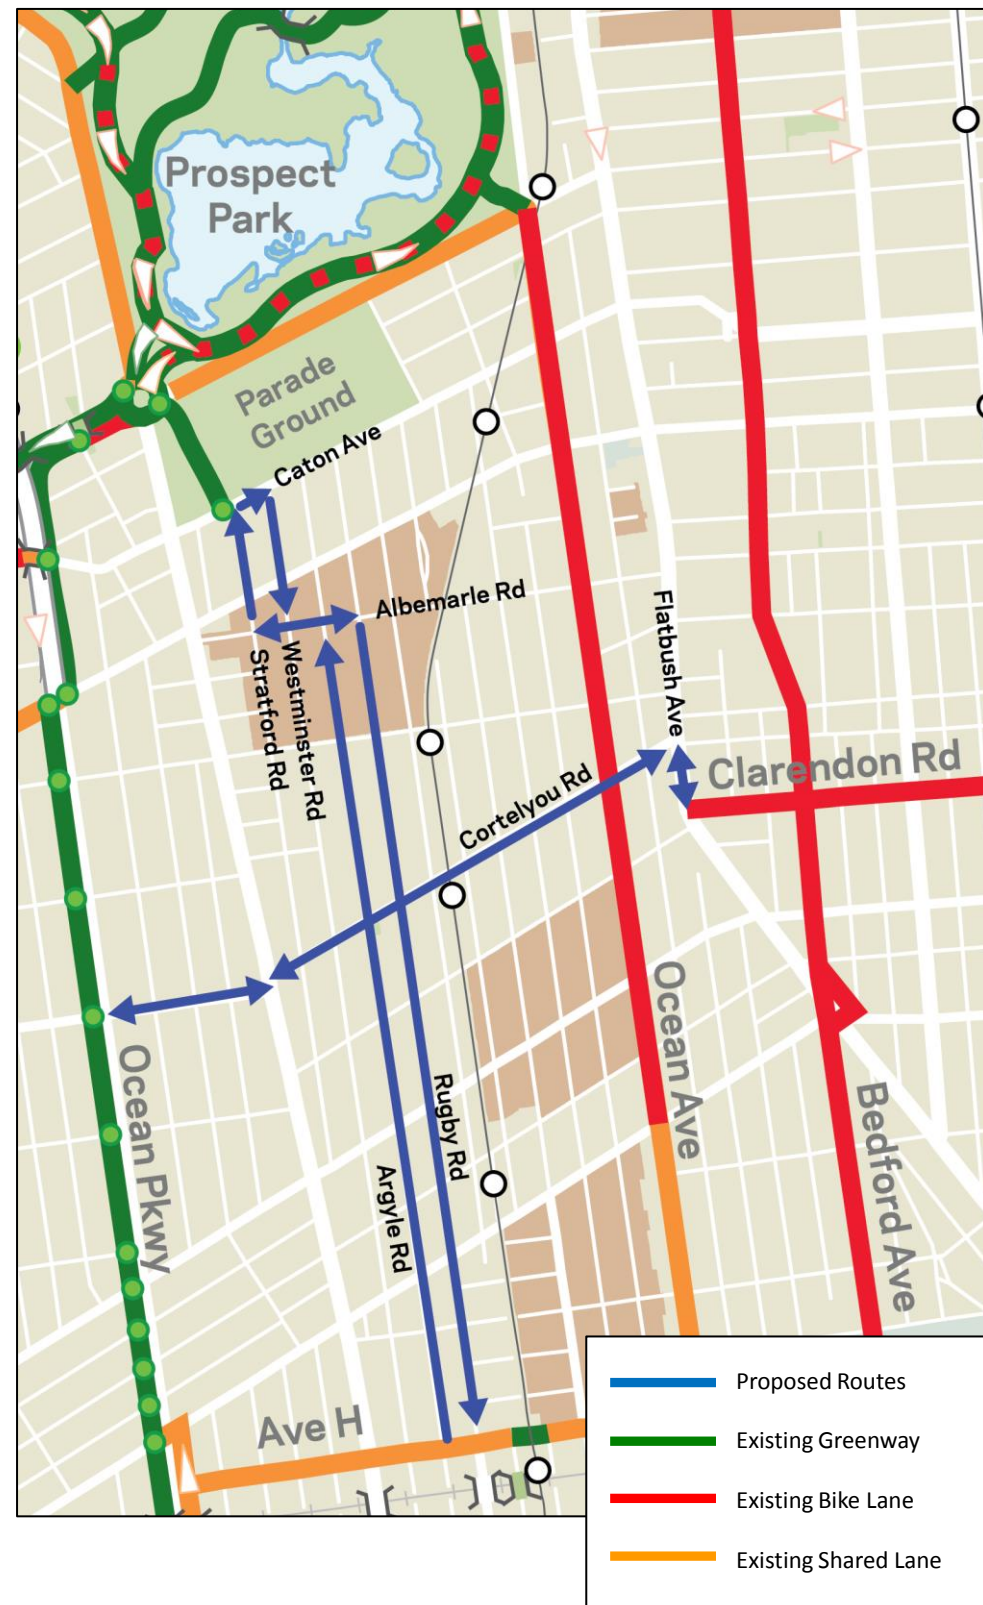 Prospect
Park
Parade
Ground
Caton Ave
Albemarle Rd
Stratford Rd
Westminster Rd
Flatbush Ave
Clarendon Rd
Cortelyou Rd
Ocean Ave
Ocean Pkwy
Rugby Rd
Argyle Rd
Bedford Ave
Ave H
Proposed Routes
Existing Greenway
Existing Bike Lane
Existing Shared Lane